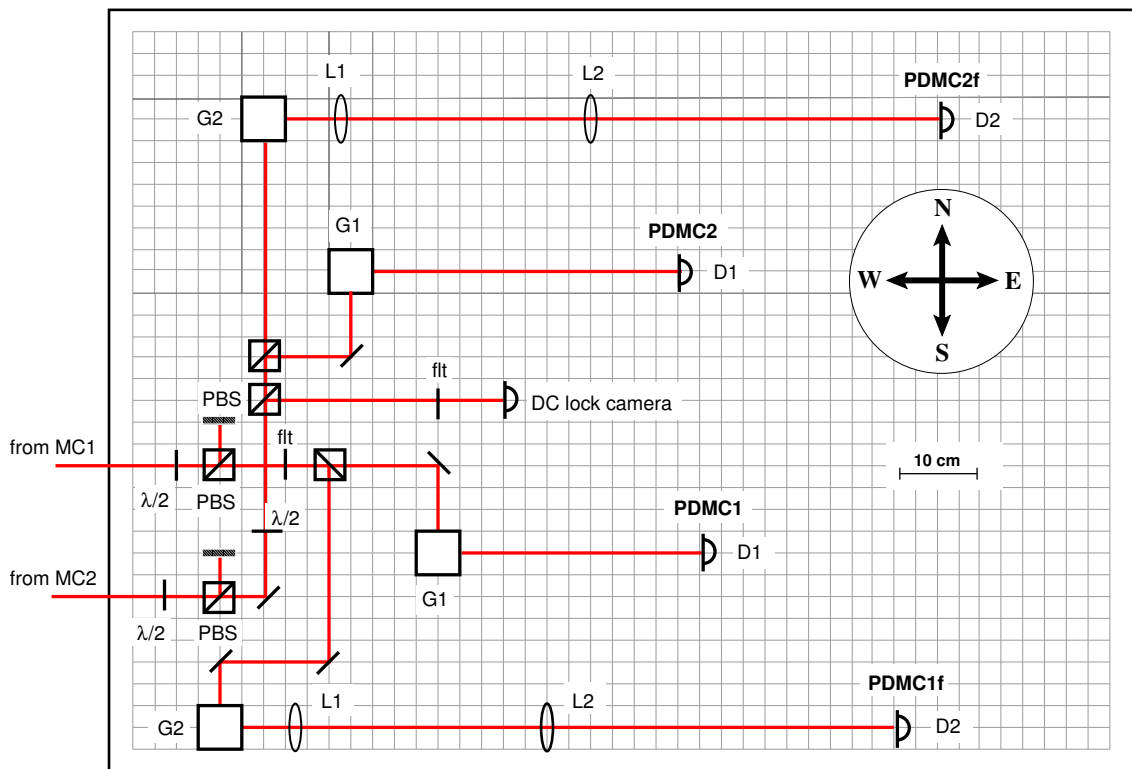 L1
L2
PDMC2f
G2
D2
G1
PDMC2
N
D1
W
E
S
flt
PBS
DC lock camera
from MC1
flt
10 cm
λ/2
PBS
λ/2
PDMC1
D1
from MC2
G1
λ/2
PBS
PDMC1f
L1
L2
G2
D2